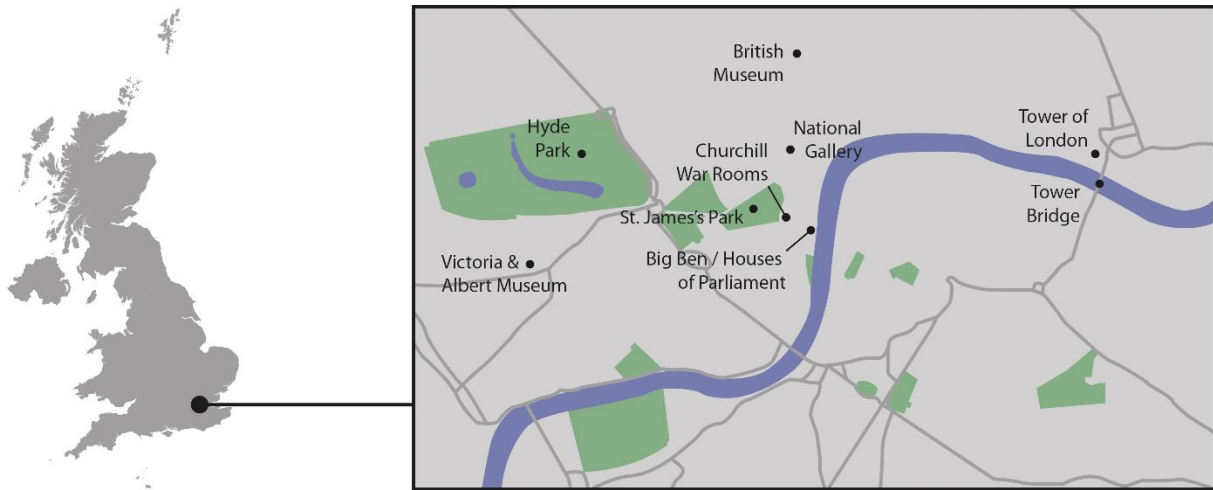 British
Museum
Hyde
Park
Churchill
War Rooms
National
Gallery
Tower of
London
St. James's Park
Tower
Bridge
Victoria &
Albert Museum
Big Ben / Houses
of Parliament